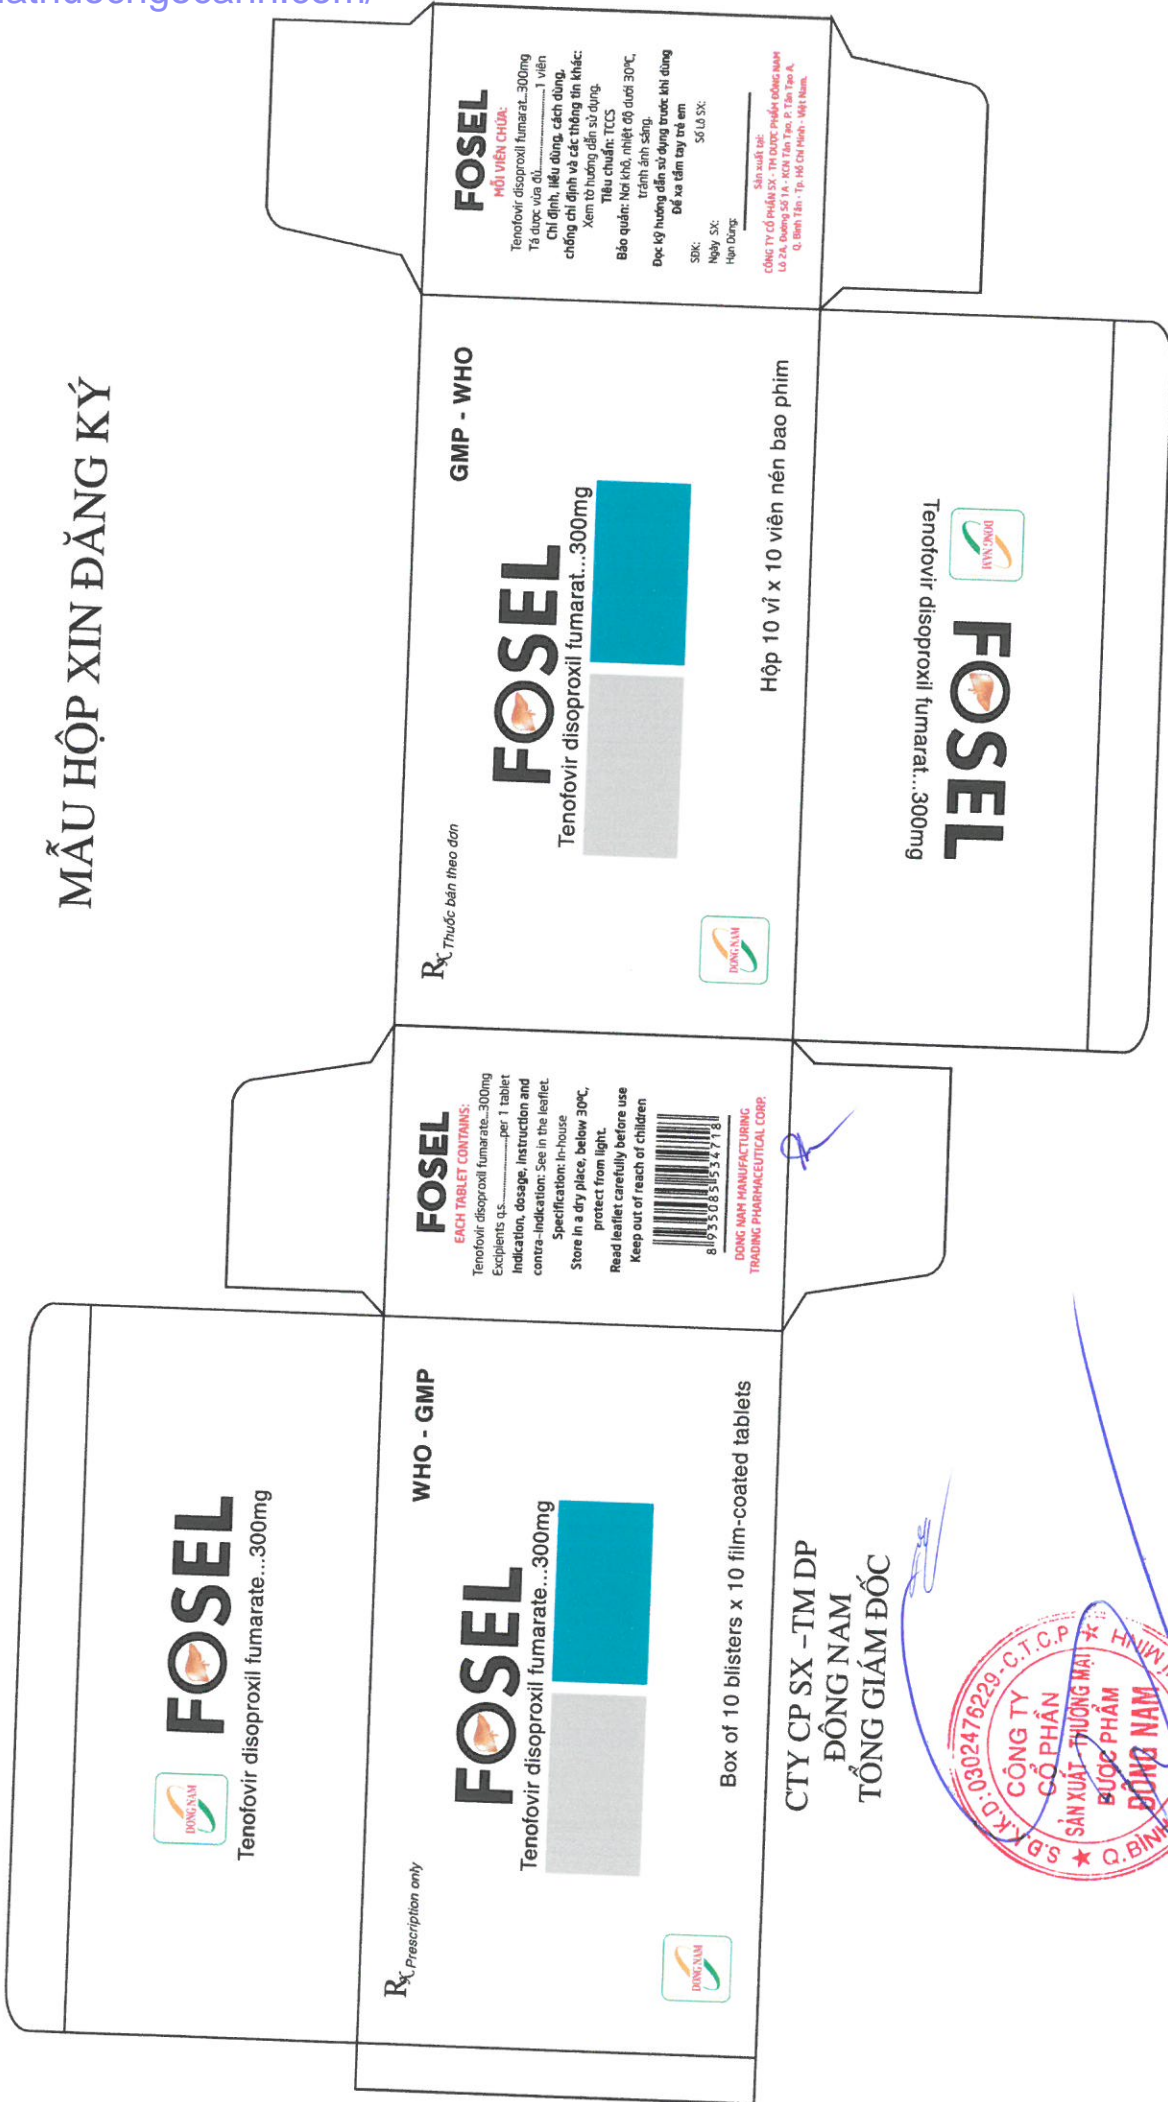 MẪU HỘP XIN ĐĂNG KÝ
FOSEL
Tenofovir disoproxil fumarate...300mg
DONG NAM
WHO - GMP
Rx Prescription only
FOSEL
Tenofovir disoproxil fumarate...300mg
Box of 10 blisters x 10 film-coated tablets
DONG NAM
FOSEL
EACH TABLET CONTAINS:
Tenofovir disoproxil fumarate...300mg
Excipients q.s.....................per 1 tablet
Indication, dosage, instruction and
contra-indication: See in the leaflet.
Specification: In-house
Store in a dry place, below 30ºC,
protect from light.
Read leaflet carefully before use
Keep out of reach of children
8935085534718
DONG NAM MANUFACTURING
TRADING PHARMACEUTICAL CORP.
GMP - WHO
Rx Thuốc bán theo đơn
FOSEL
Tenofovir disoproxil fumarat...300mg
Hộp 10 vỉ x 10 viên nén bao phim
DONG NAM
FOSEL
MỖI VIÊN CHỨA:
Tenofovir disoproxil fumarat...300mg
Tá dược vừa đủ.....................1 viên
Chỉ định, liều dùng, cách dùng,
chống chỉ định và các thông tin khác:
Xem tờ hướng dẫn sử dụng.
Tiêu chuẩn: TCCS
Bảo quản: Nơi khô, nhiệt độ dưới 30ºC,
tránh ánh sáng.
Đọc kỹ hướng dẫn sử dụng trước khi dùng
Để xa tầm tay trẻ em
SĐK:
Số Lô SX:
Ngày SX:
Hạn Dùng:
Sản xuất tại:
CÔNG TY CỔ PHẦN SX - TM DƯỢC PHẨM ĐÔNG NAM
Lô 2A, Đường Số 1A - KCN Tân Tạo, P. Tân Tạo A,
Q. Bình Tân - Tp. Hồ Chí Minh - Việt Nam.
Tenofovir disoproxil fumarat...300mg
FOSEL
DONG NAM
CTY CP SX –TM DP
ĐÔNG NAM
TỔNG GIÁM ĐỐC
S.Đ.K.K.D: 0302476229 - C.T.C.P
CÔNG TY
CỔ PHẦN
SẢN XUẤT - THƯƠNG MẠI
DƯỢC PHẨM
ĐÔNG NAM